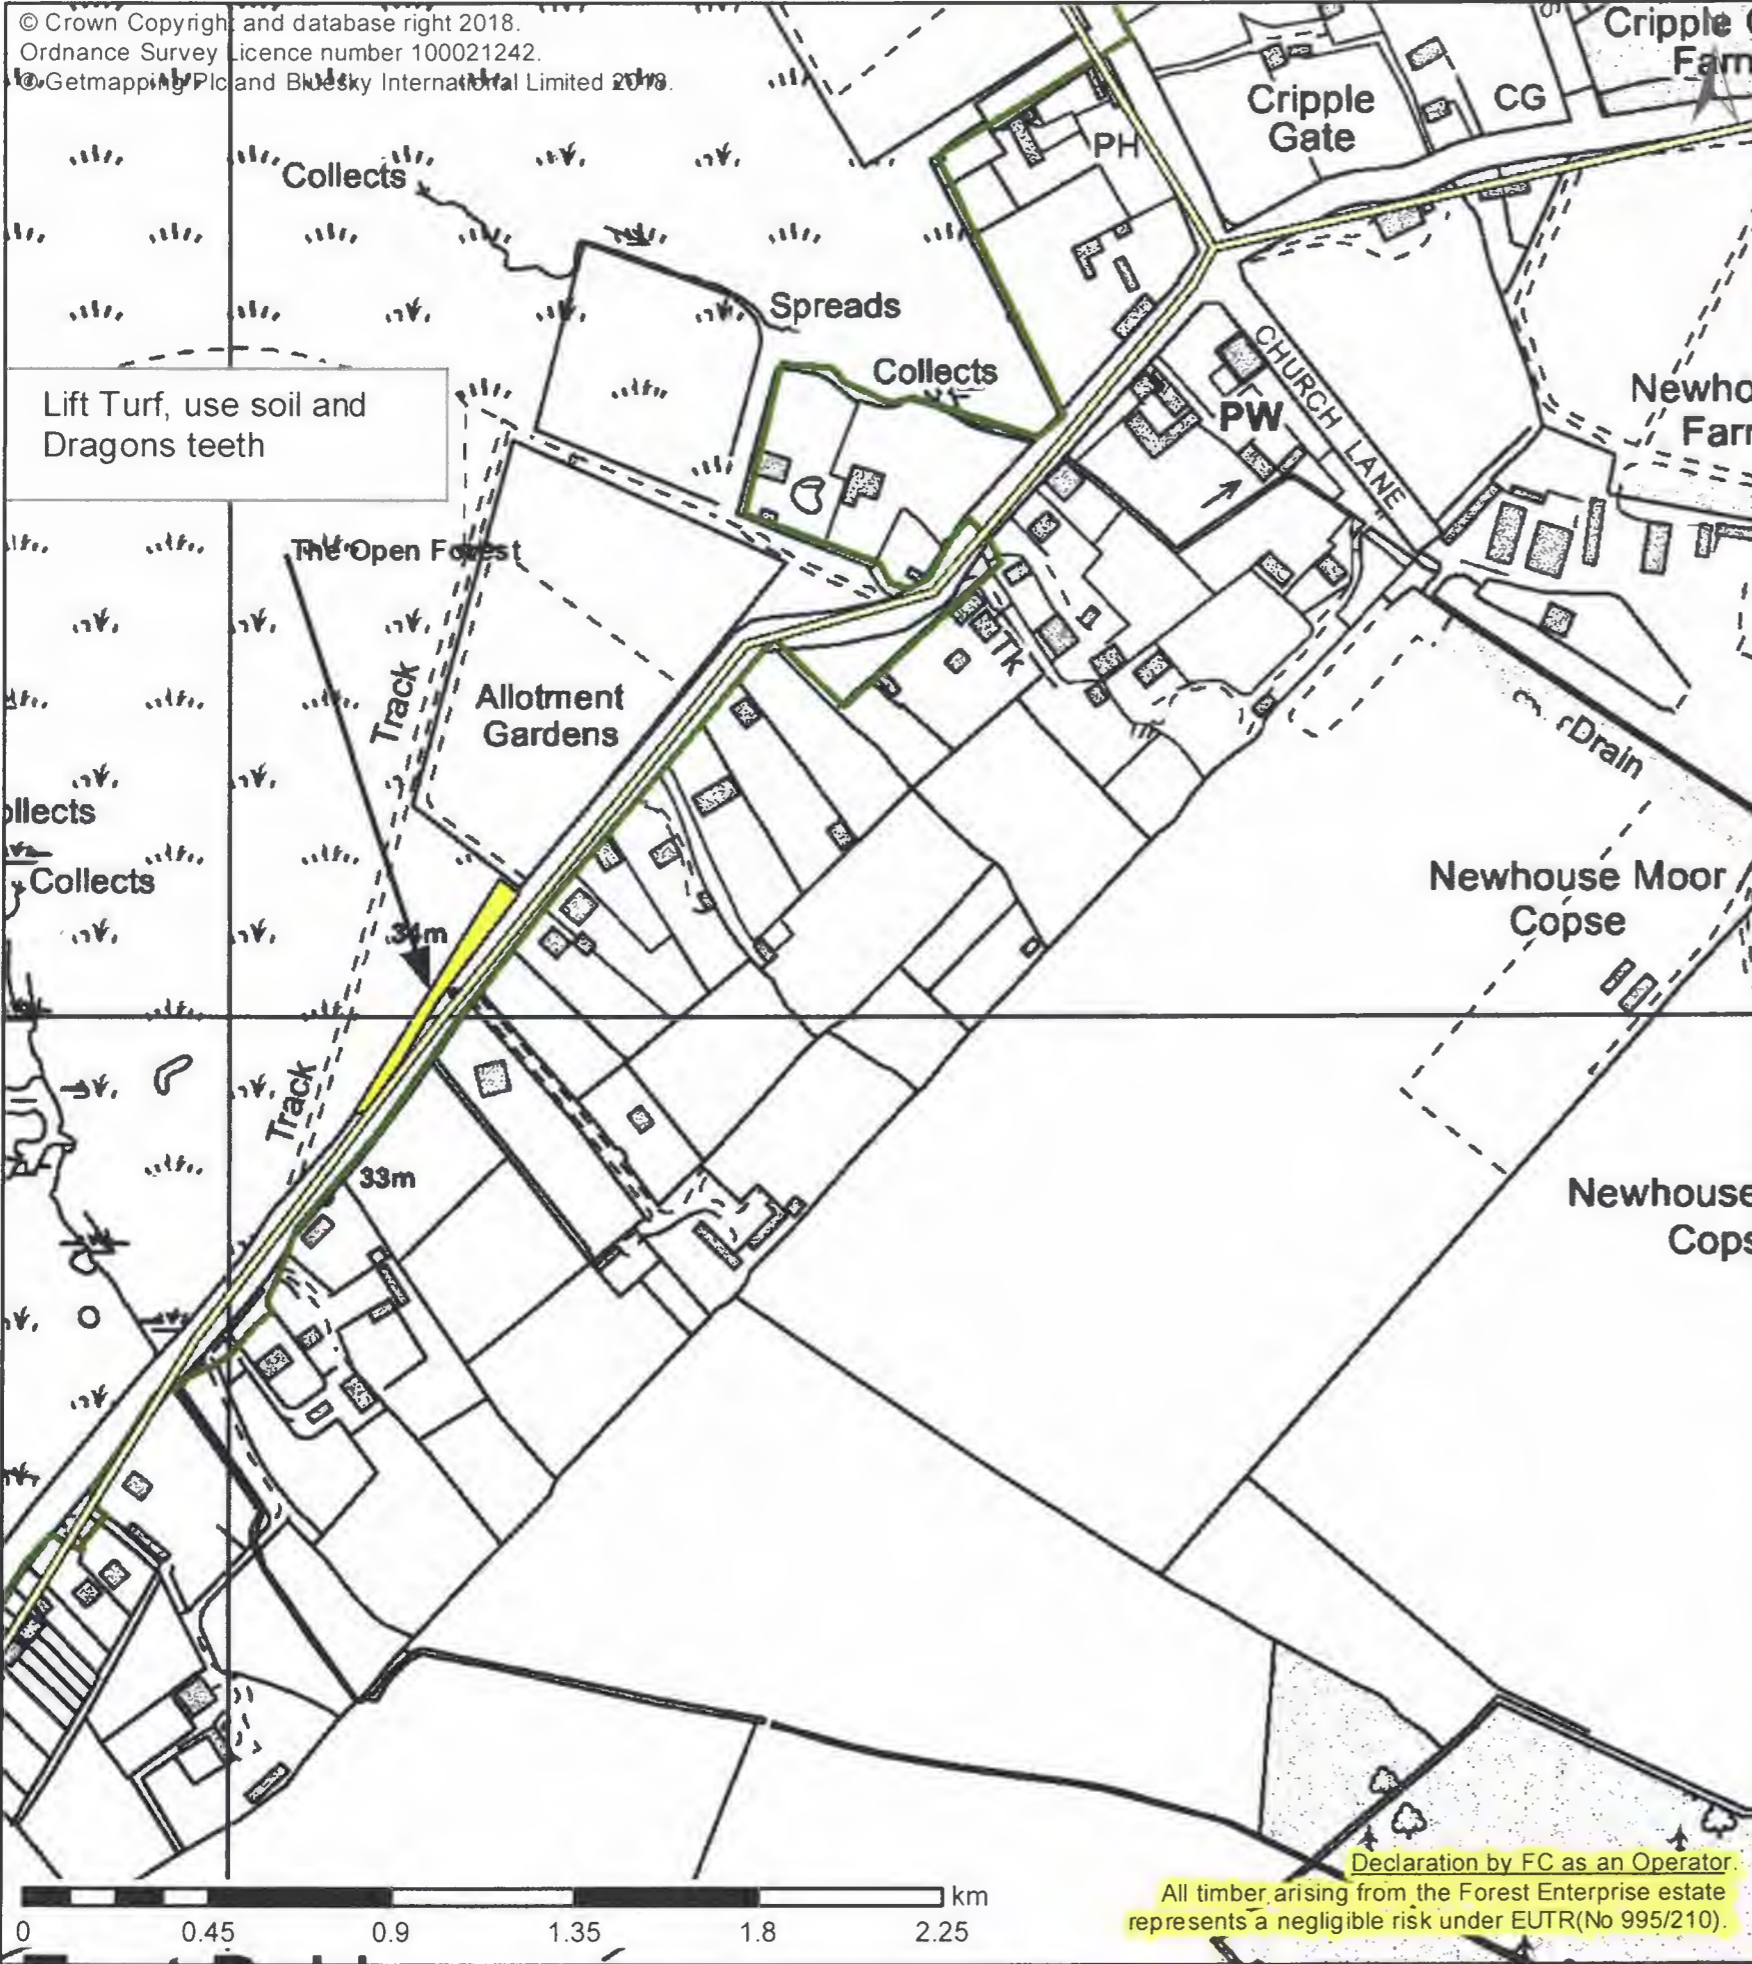 © Crown Copyright and database right 2018.
Ordnance Survey Licence number 100021242.
© Getmapping Plc and Bluesky International Limited 2018.
Cripple
Farm
Cripple
Gate
CG
PH
Collects
Spreads
Collects
CHURCH LANE
PW
Lift Turf, use soil and
Dragons teeth
The Open Forest
Tk
Track
Allotment
Gardens
Drain
Collects
Collects
Newhouse Moor
Copse
34m
Track
33m
Newhouse
km
0
0.45
0.9
1.35
1.8
2.25
Declaration by FC as an Operator.
All timber arising from the Forest Enterprise estate
represents a negligible risk under EUTR(No 995/210).